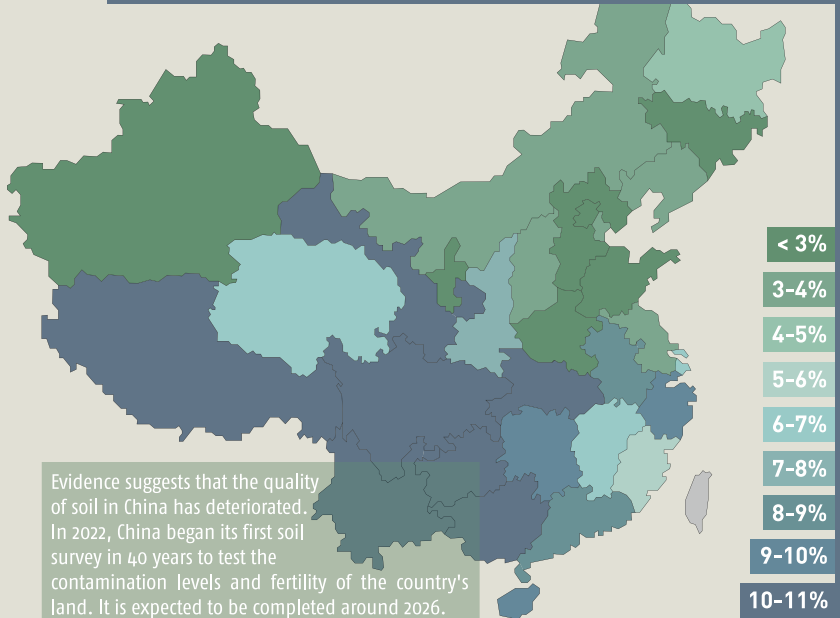 < 3%
3-4%
4-5%
5-6%
6-7%
7-8%
8-9%
9-10%
10-11%
Evidence suggests that the quality
of soil in China has deteriorated.
In 2022, China began its first soil
survey in 40 years to test the
contamination levels and fertility of the country's
land. It is expected to be completed around 2026.